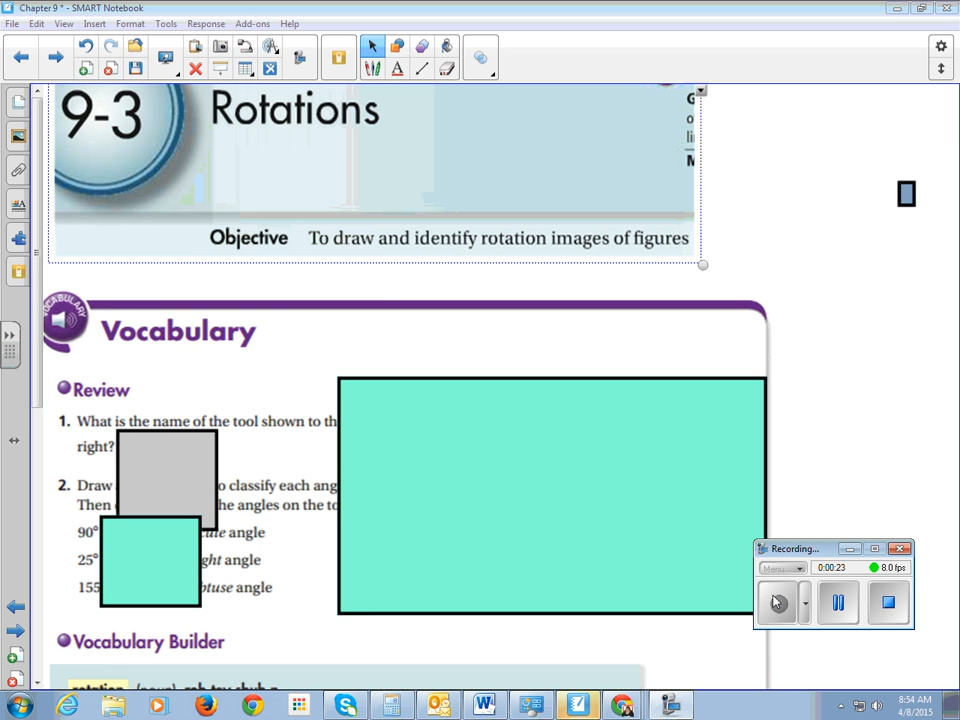 Chapter 9 * - SMART Notebook
File Edit View Insert Format Tools Response Add-ons Help
9-3 Rotations
Objective To draw and identify rotation images of figures
VOCABULARY
Vocabulary
Review
1. What is the name of the tool shown to th
right?
2. Draw o classify each ang
Then he angles on the to
90° angle
25° ght angle
155 btuse angle
Vocabulary Builder
rotation (noun)
Recording...
Menu 0:00:23 8.0 fps
8:54 AM
4/8/2015